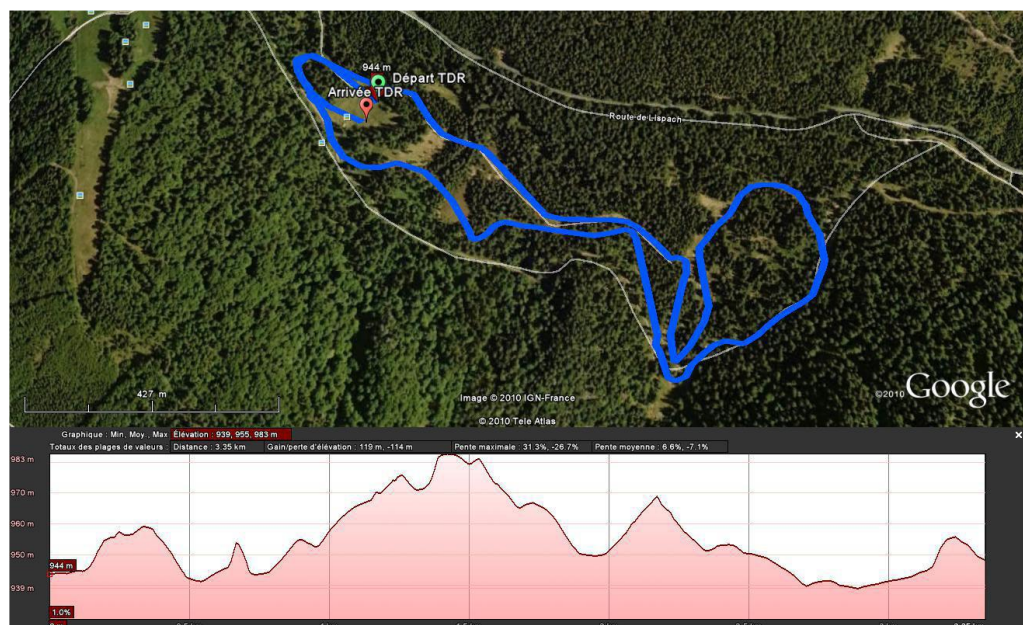 944 m
Départ TDR
Arrivée TDR
Route de Lispach
427 m
Image © 2010 IGN-France
© 2010 Tele Atlas
©2010 Google
Graphique : Min, Moy., Max Élévation : 939, 955, 983 m
Totaux des plages de valeurs : Distance : 3.35 km Gain/perte d'élévation : 119 m, -114 m Pente maximale : 31.3%, -26.7% Pente moyenne : 6.6%, -7.1%
983 m
970 m
960 m
950 m
944 m
939 m
1.0%